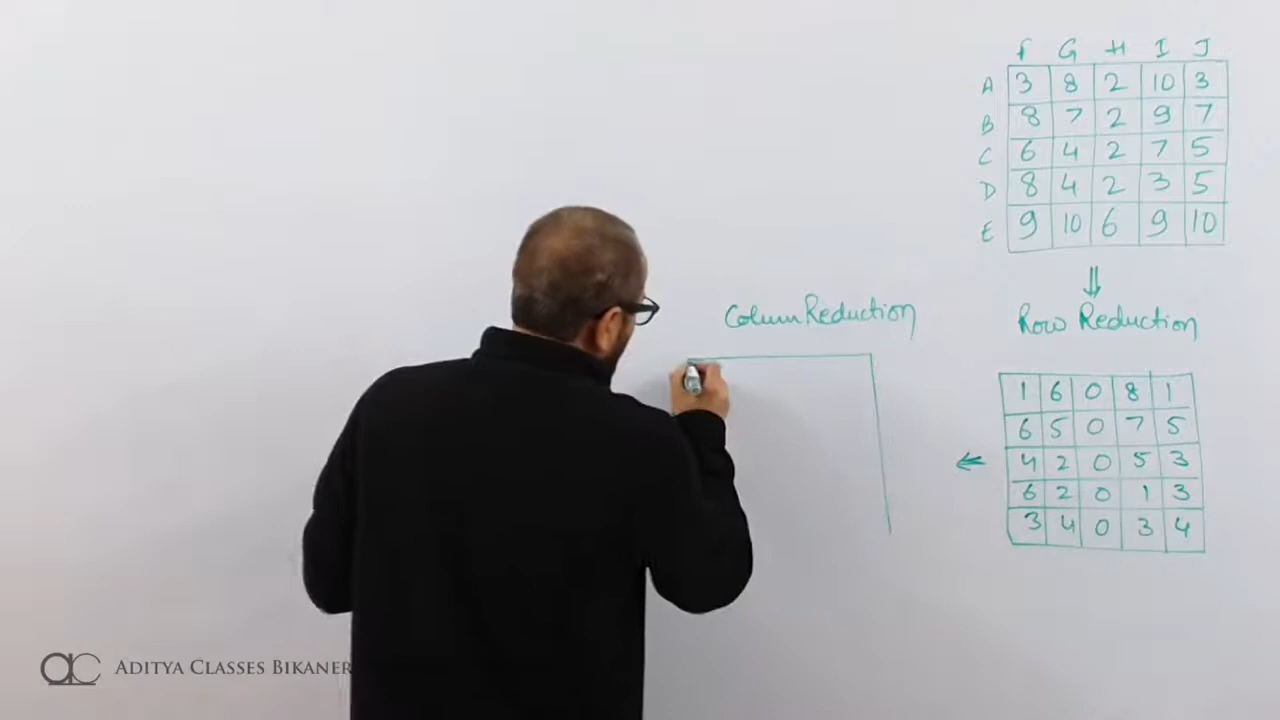 F G H I J
A 3 8 2 10 3
B 8 7 2 9 7
C 6 4 2 7 5
D 8 4 2 3 5
E 9 10 6 9 10
Column Reduction
Row Reduction
1 6 0 8 1
6 5 0 7 5
4 2 0 5 3
6 2 0 1 3
3 4 0 3 4
ADITYA CLASSES BIKANER